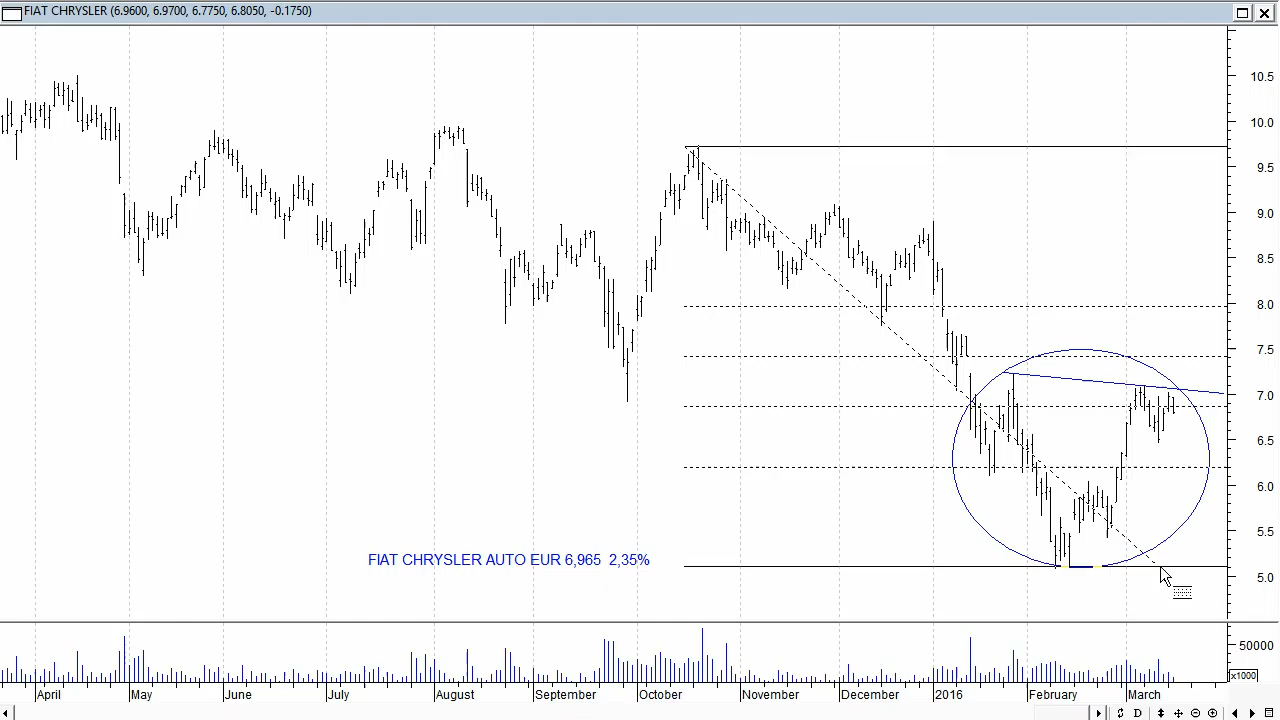 FIAT CHRYSLER (6.9600, 6.9700, 6.7750, 6.8050, -0.1750)
10.5
10.0
9.5
9.0
8.5
8.0
7.5
7.0
6.5
6.0
5.5
5.0
FIAT CHRYSLER AUTO EUR 6,965 2,35%
50000
x1000
April May June July August September October November December 2016 February March
D